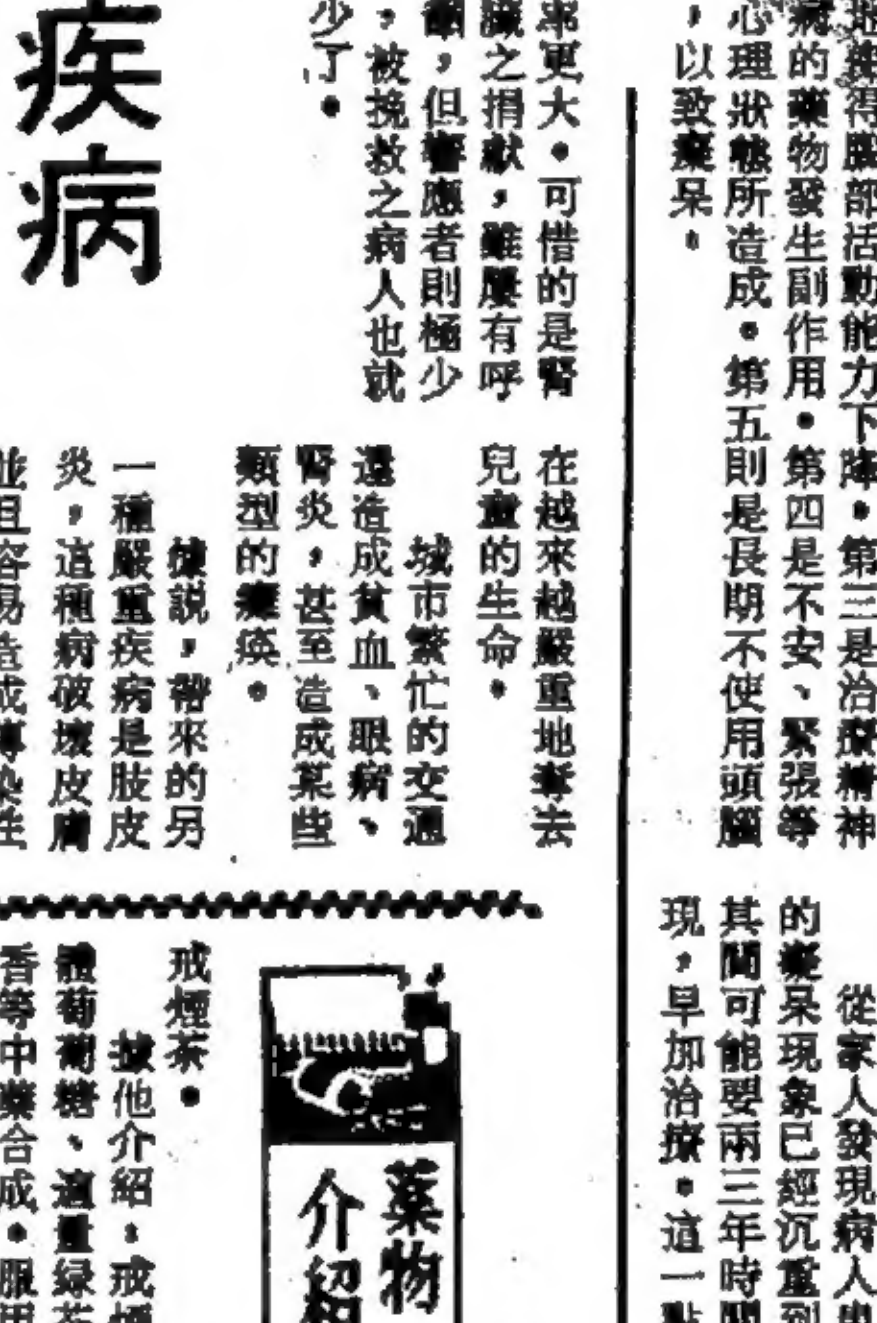 地使得腦部活動能力下降。第三是治療精神
病的藥物發生副作用。第四是不安、緊張等
心理狀態所造成。第五則是長期不使用頭腦
，以致癡呆。
從家人發現病人出
的癡呆現象已經沉重到
其間可能要兩三年時間
現，早加治療。這一點
更大。可惜的是腎
臟之捐獻，雖屢有呼
籲，但響應者則極少
，被挽救之病人也就
少了。
疾病
在越來越嚴重地奪去
兒童的生命。
城市繁忙的交通
還造成貧血、眼病、
腎炎，甚至造成某些
類型的癱瘓。
據說，帶來的另
一種嚴重疾病是肢皮
炎，這種病破壞皮膚
並且容易造成傳染性
藥物
介紹
戒煙茶。
據他介紹：戒煙
葡萄糖、適量綠茶
香等中藥合成。服用